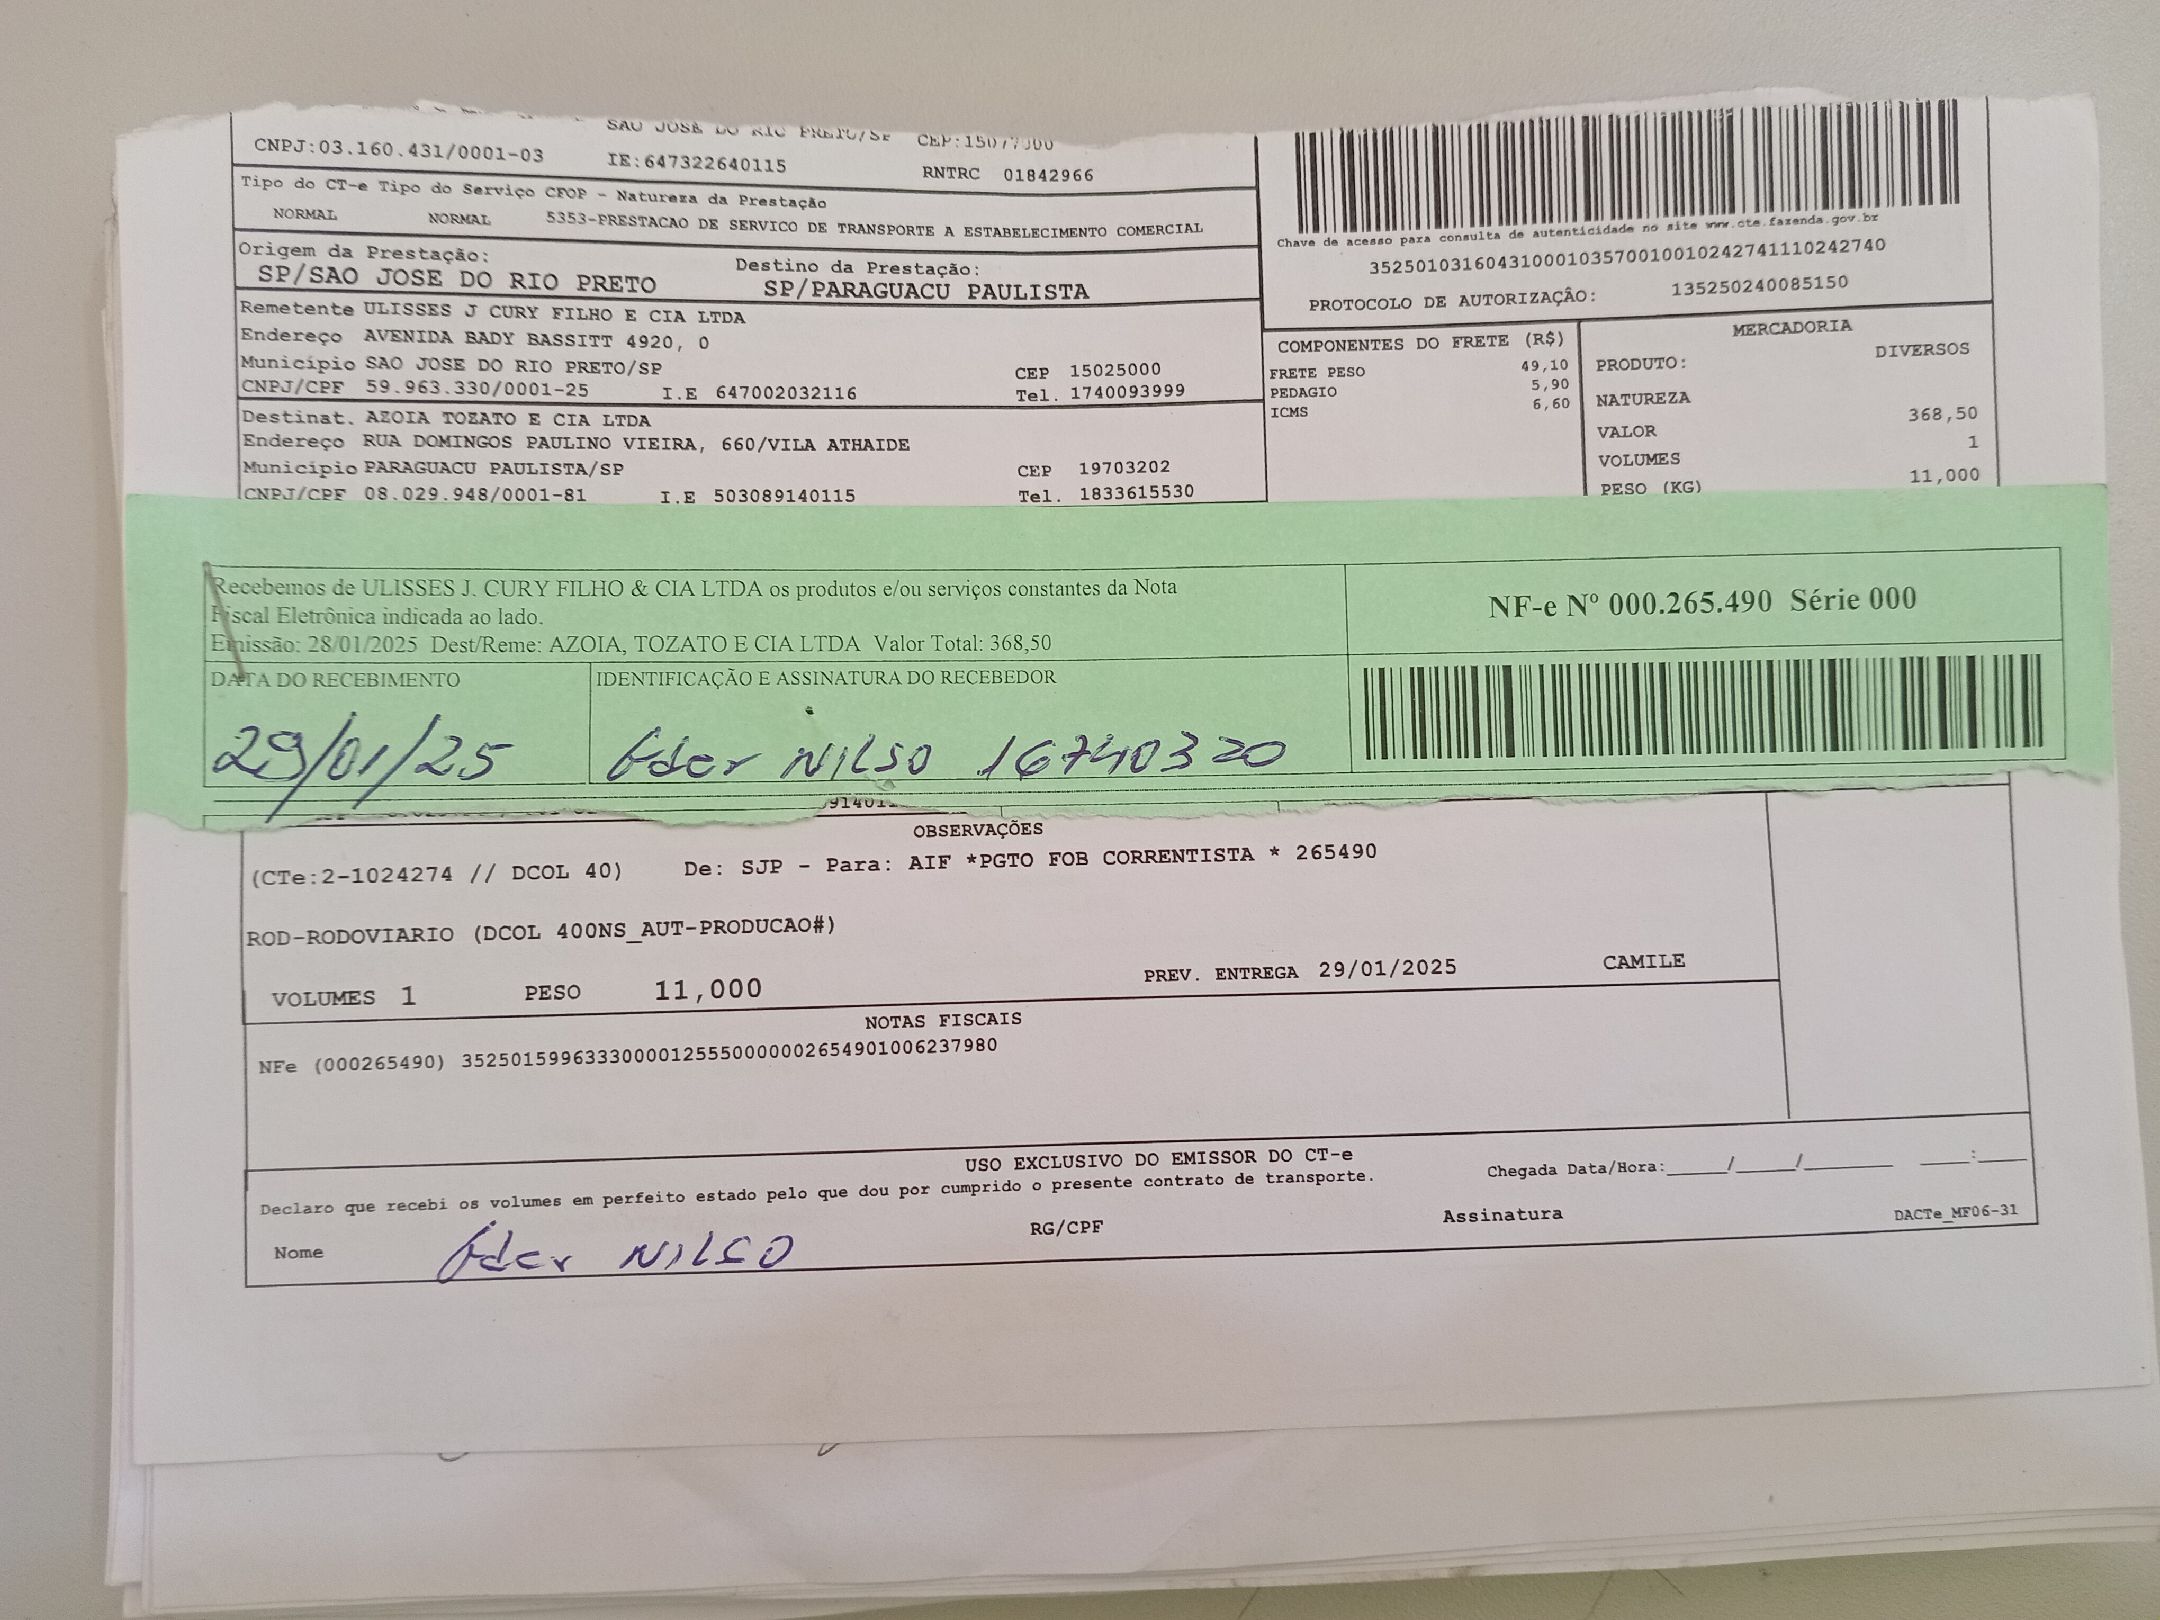 SAO JOSE DO RIO PRETO/SP
CNPJ:03.160.431/0001-03 IE:647322640115 RNTRC 01842966
Tipo do CT-e Tipo do Serviço CFOP - Natureza da Prestação
NORMAL NORMAL 5353-PRESTACAO DE SERVICO DE TRANSPORTE A ESTABELECIMENTO COMERCIAL
Origem da Prestação: Destino da Prestação:
SP/SAO JOSE DO RIO PRETO SP/PARAGUACU PAULISTA
Remetente ULISSES J CURY FILHO E CIA LTDA
Endereço AVENIDA BADY BASSITT 4920, 0
Município SAO JOSE DO RIO PRETO/SP CEP 15025000
CNPJ/CPF 59.963.330/0001-25 I.E 647002032116 Tel. 1740093999
Destinat. AZOIA TOZATO E CIA LTDA
Endereço RUA DOMINGOS PAULINO VIEIRA, 660/VILA ATHAIDE
Município PARAGUACU PAULISTA/SP CEP 19703202
CNPJ/CPF 08.029.948/0001-81 I.E 503089140115 Tel. 1833615530
Chave de acesso para consulta de autenticidade no site www.cte.fazenda.gov.br
35250103160431000103570010010242741110242740
PROTOCOLO DE AUTORIZAÇÂO: 135250240085150
COMPONENTES DO FRETE (R$)
FRETE PESO 49,10
PEDAGIO 5,90
ICMS 6,60
MERCADORIA
PRODUTO: DIVERSOS
NATUREZA
VALOR 368,50
VOLUMES 1
PESO (KG) 11,000
Recebemos de ULISSES J. CURY FILHO & CIA LTDA os produtos e/ou serviços constantes da Nota
Fiscal Eletrônica indicada ao lado.
Emissão: 28/01/2025 Dest/Reme: AZOIA, TOZATO E CIA LTDA Valor Total: 368,50
NF-e Nº 000.265.490 Série 000
DATA DO RECEBIMENTO IDENTIFICAÇÃO E ASSINATURA DO RECEBEDOR
29/01/25 Eder NILSO 16740320
OBSERVAÇÕES
(CTe:2-1024274 // DCOL 40) De: SJP - Para: AIF *PGTO FOB CORRENTISTA * 265490
ROD-RODOVIARIO (DCOL 400NS_AUT-PRODUCAO#)
VOLUMES 1 PESO 11,000 PREV. ENTREGA 29/01/2025 CAMILE
NOTAS FISCAIS
NFe (000265490) 35250159963330000125550000002654901006237980
USO EXCLUSIVO DO EMISSOR DO CT-e
Declaro que recebi os volumes em perfeito estado pelo que dou por cumprido o presente contrato de transporte.
Chegada Data/Hora:_____/_____/_______ ____:____
Nome Eder NILSO RG/CPF Assinatura DACTe_MF06-31